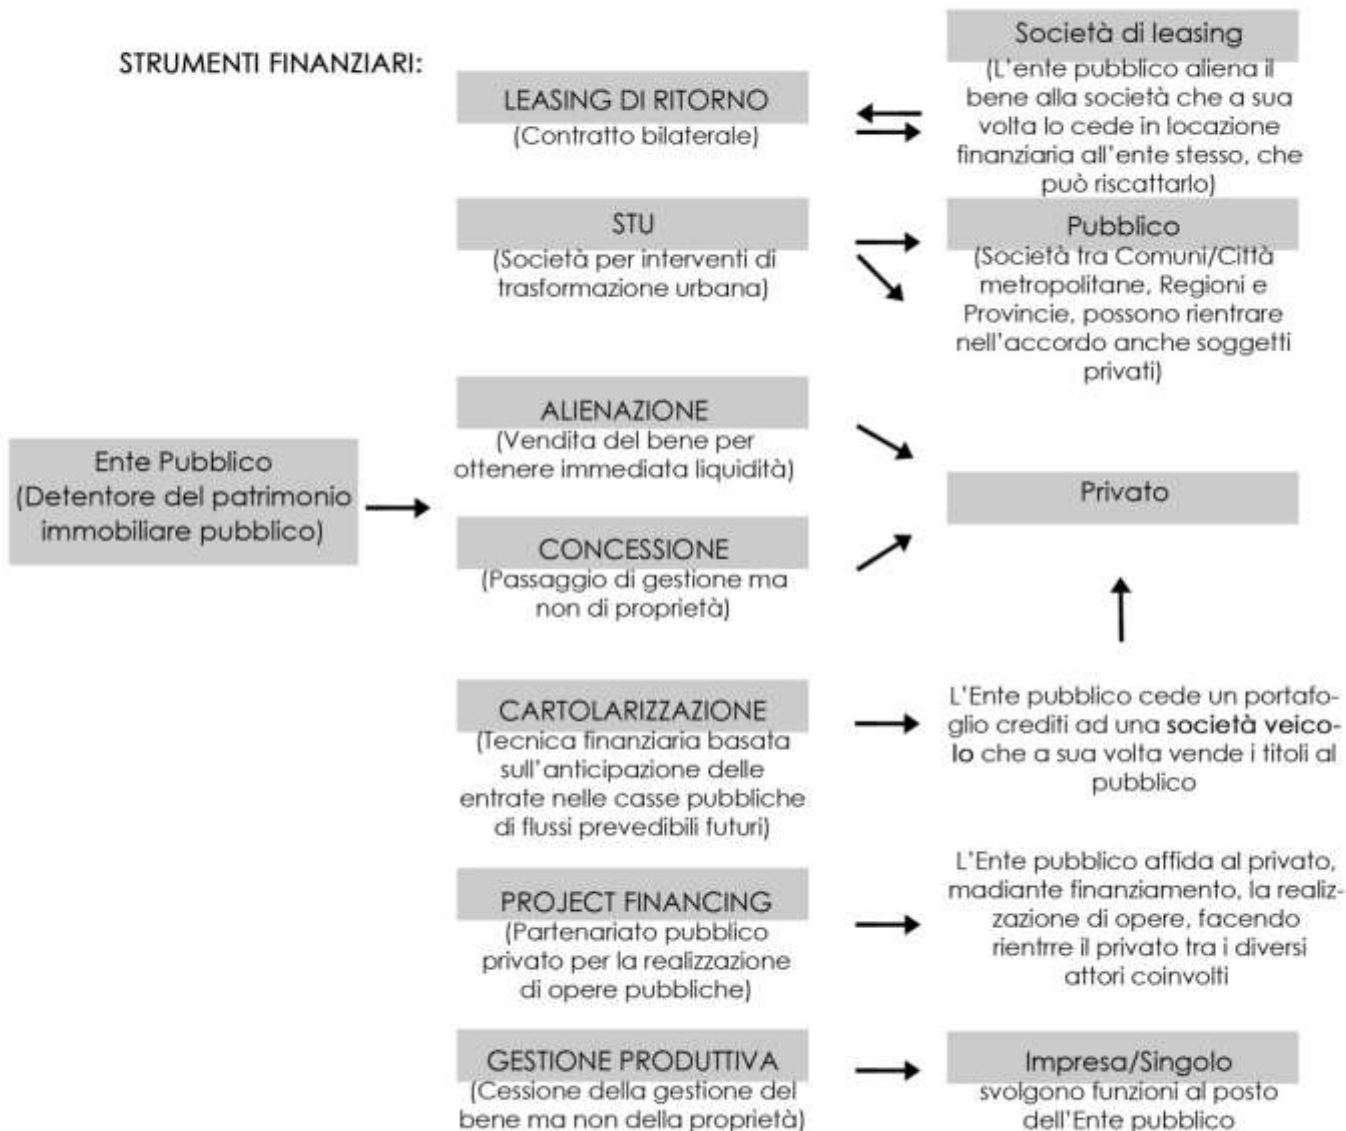 STRUMENTI FINANZIARI:
LEASING DI RITORNO
(Contratto bilaterale)
Società di leasing
(L'ente pubblico aliena il
bene alla società che a sua
volta lo cede in locazione
finanziaria all'ente stesso, che
può riscattarlo)
STU
(Società per interventi di
trasformazione urbana)
Pubblico
(Società tra Comuni/Città
metropolitane, Regioni e
Provincie, possono rientrare
nell'accordo anche soggetti
privati)
Ente Pubblico
(Detentore del patrimonio
immobiliare pubblico)
ALIENAZIONE
(Vendita del bene per
ottenere immediata liquidità)
CONCESSIONE
(Passaggio di gestione ma
non di proprietà)
Privato
CARTOLARIZZAZIONE
(Tecnica finanziaria basata
sull'anticipazione delle
entrate nelle casse pubbliche
di flussi prevedibili futuri)
L'Ente pubblico cede un portafo-
glio crediti ad una società veico-
lo che a sua volta vende i titoli al
pubblico
PROJECT FINANCING
(Partenariato pubblico
privato per la realizzazione
di opere pubbliche)
L'Ente pubblico affida al privato,
madiante finanziamento, la realiz-
zazione di opere, facendo
rientrre il privato tra i diversi
attori coinvolti
GESTIONE PRODUTTIVA
(Cessione della gestione del
bene ma non della proprietà)
Impresa/Singolo
svolgono funzioni al posto
dell'Ente pubblico